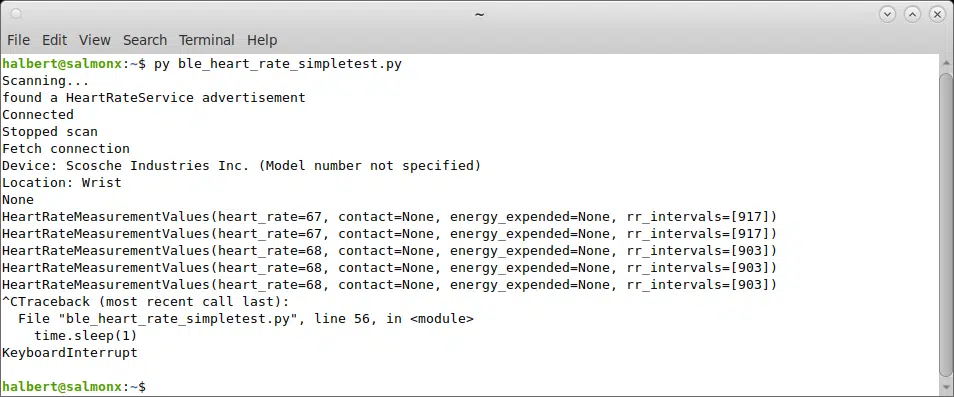 ~
File Edit View Search Terminal Help
halbert@salmonx:~$ py ble_heart_rate_simpletest.py
Scanning...
found a HeartRateService advertisement
Connected
Stopped scan
Fetch connection
Device: Scosche Industries Inc. (Model number not specified)
Location: Wrist
None
HeartRateMeasurementValues(heart_rate=67, contact=None, energy_expended=None, rr_intervals=[917])
HeartRateMeasurementValues(heart_rate=67, contact=None, energy_expended=None, rr_intervals=[917])
HeartRateMeasurementValues(heart_rate=68, contact=None, energy_expended=None, rr_intervals=[903])
HeartRateMeasurementValues(heart_rate=68, contact=None, energy_expended=None, rr_intervals=[903])
HeartRateMeasurementValues(heart_rate=68, contact=None, energy_expended=None, rr_intervals=[903])
^CTraceback (most recent call last):
  File "ble_heart_rate_simpletest.py", line 56, in <module>
    time.sleep(1)
KeyboardInterrupt

halbert@salmonx:~$